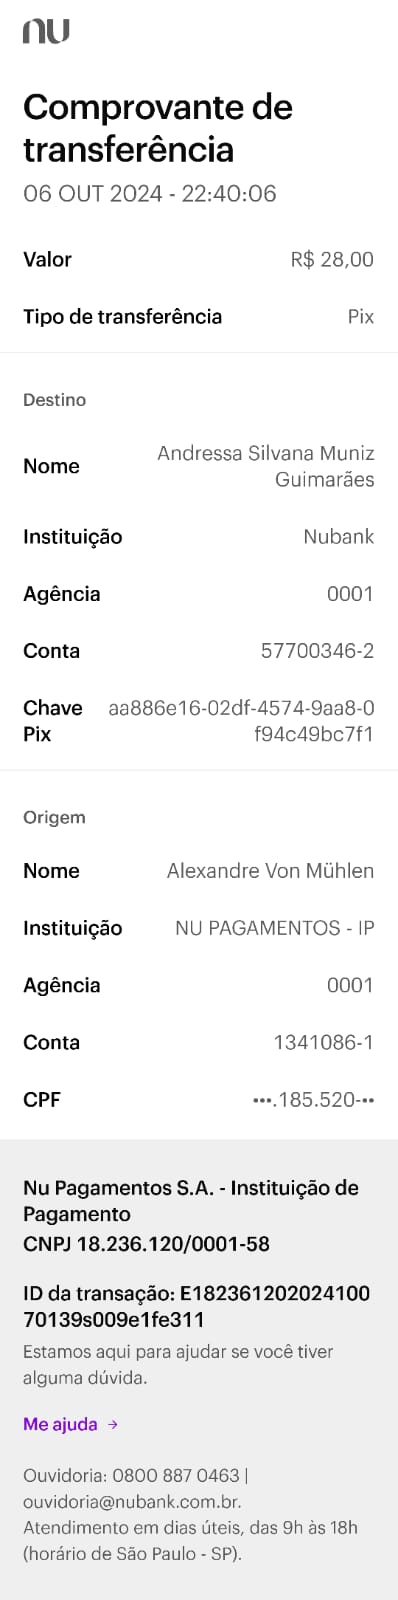 nu
Comprovante de
transferência
06 OUT 2024 - 22:40:06
Valor R$ 28,00
Tipo de transferência Pix
Destino
Nome Andressa Silvana Muniz
Guimarães
Instituição Nubank
Agência 0001
Conta 57700346-2
Chave aa886e16-02df-4574-9aa8-0
Pix f94c49bc7f1
Origem
Nome Alexandre Von Mühlen
Instituição NU PAGAMENTOS - IP
Agência 0001
Conta 1341086-1
CPF •••.185.520-••
Nu Pagamentos S.A. - Instituição de
Pagamento
CNPJ 18.236.120/0001-58
ID da transação: E182361202024100
70139s009e1fe311
Estamos aqui para ajudar se você tiver
alguma dúvida.
Me ajuda →
Ouvidoria: 0800 887 0463 |
ouvidoria@nubank.com.br.
Atendimento em dias úteis, das 9h às 18h
(horário de São Paulo - SP).